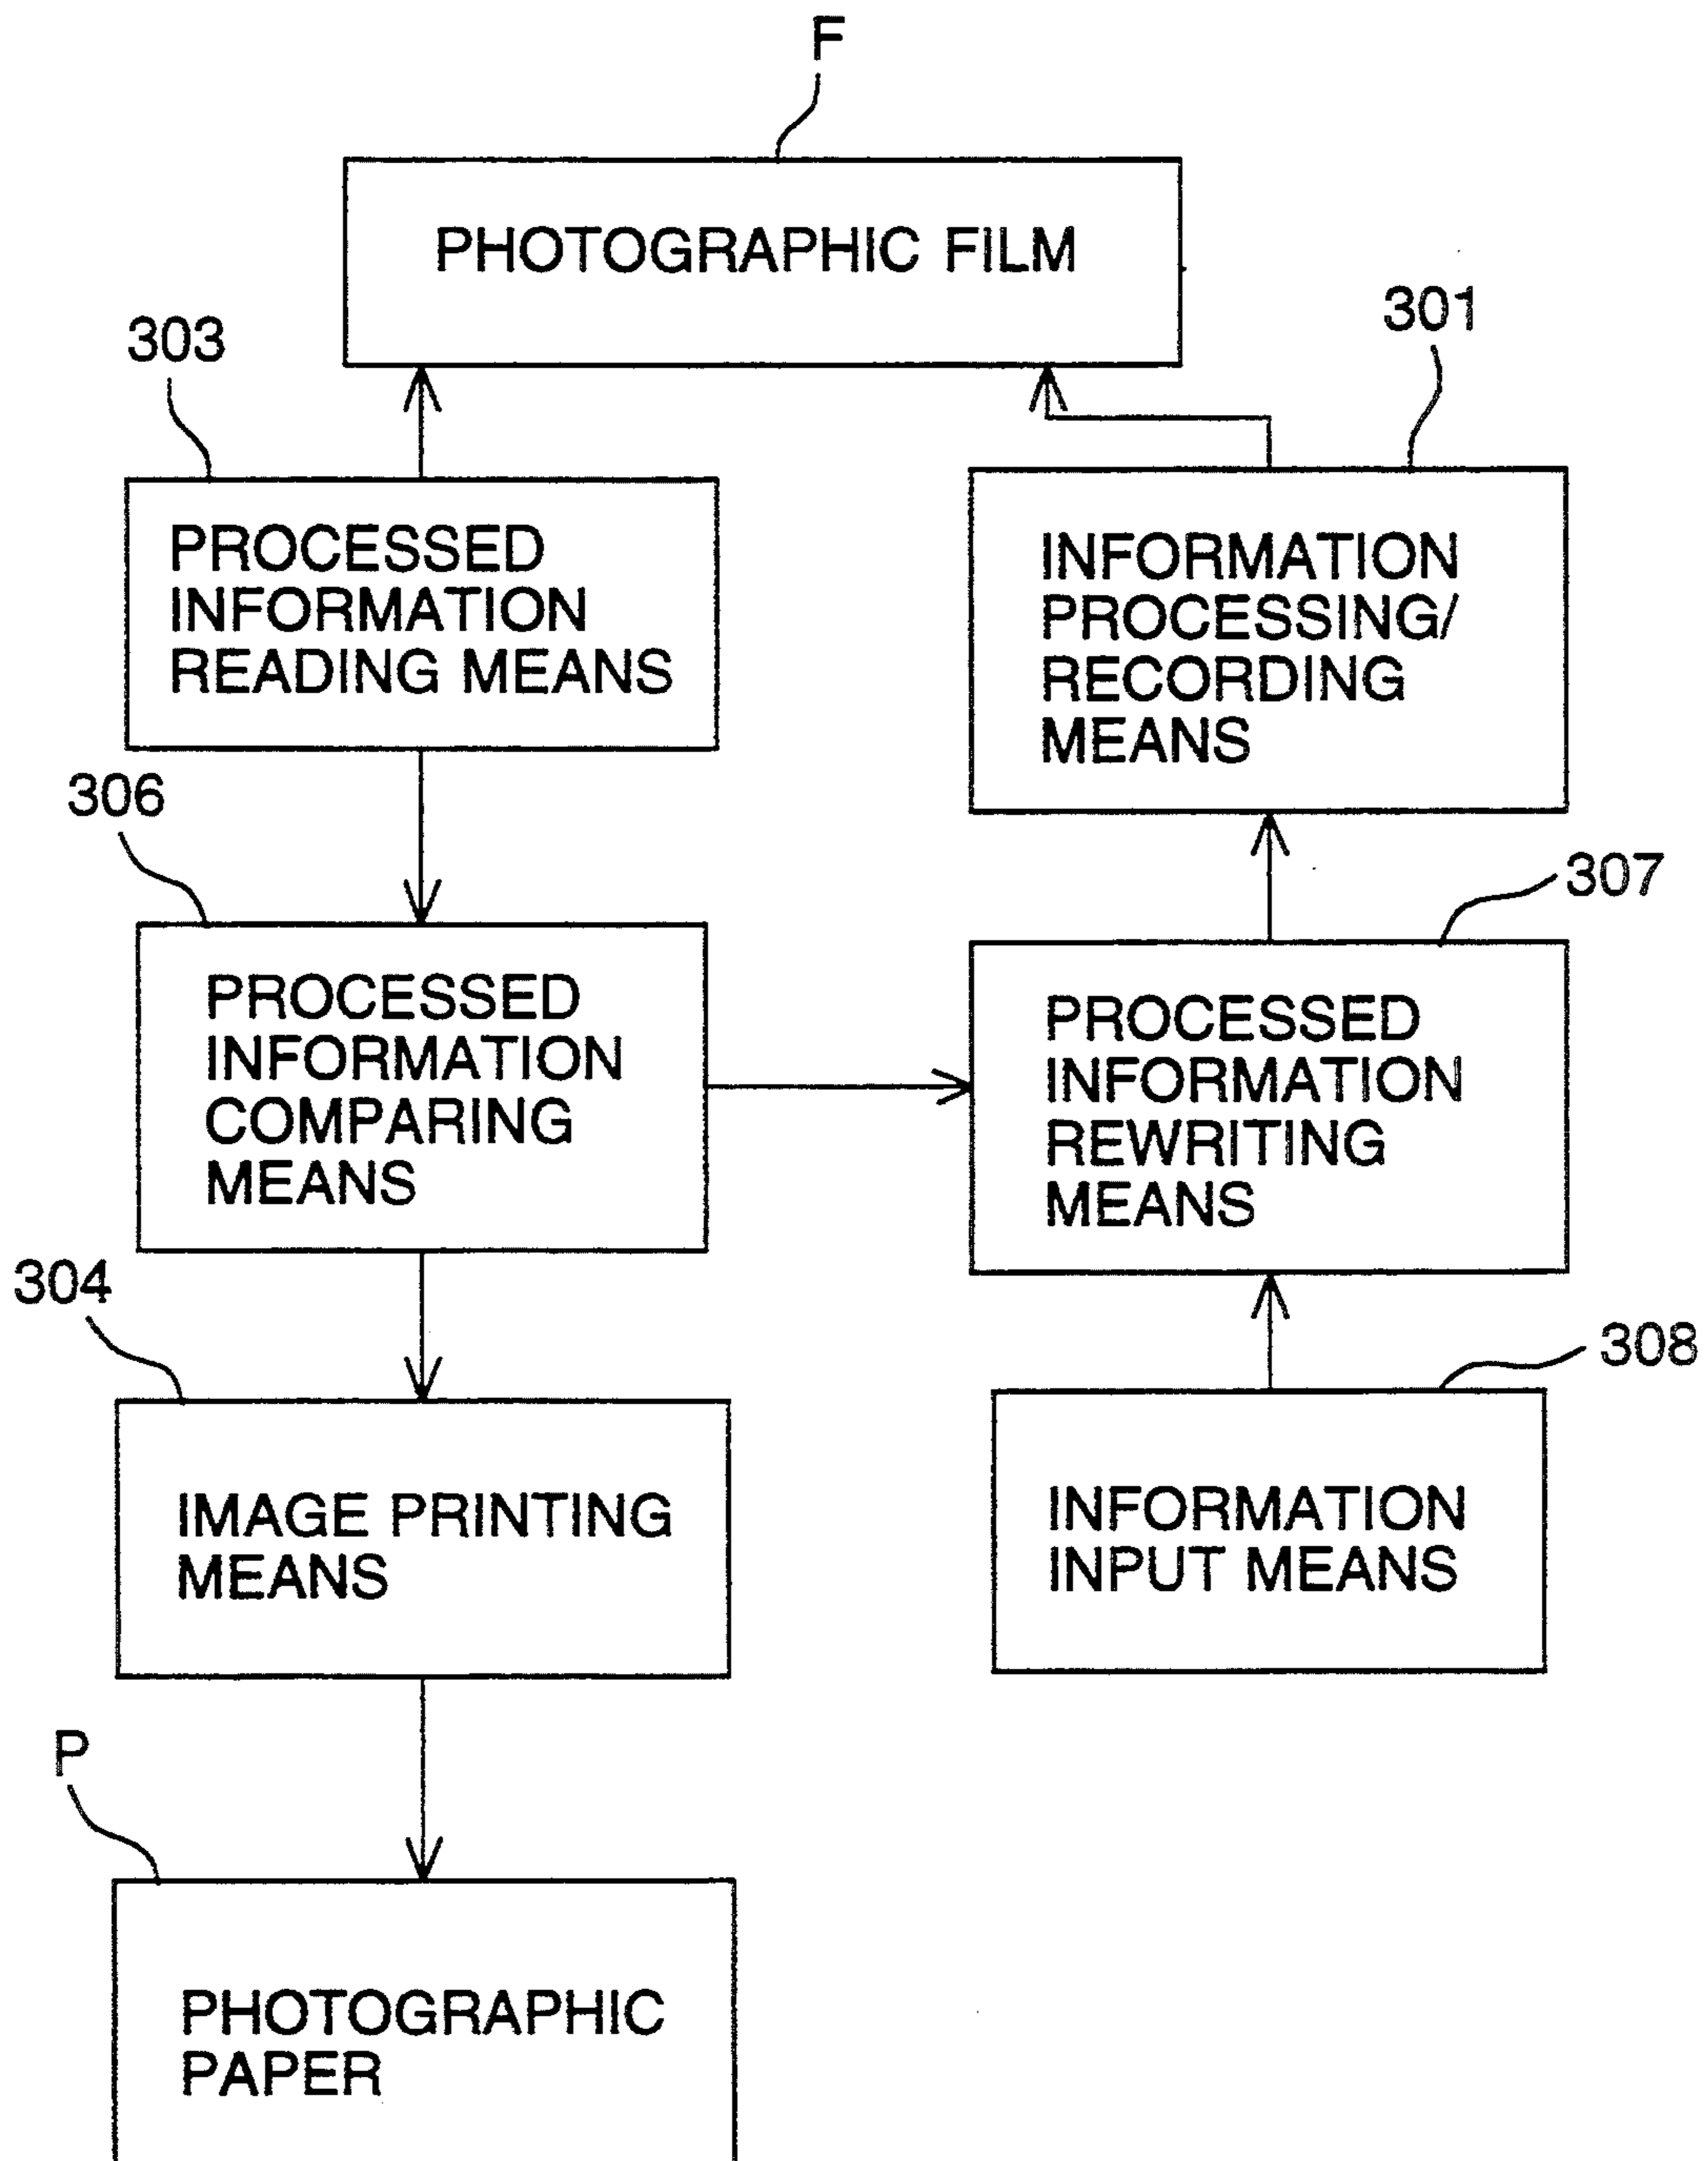 F
PHOTOGRAPHIC FILM
303
301
PROCESSED
INFORMATION
READING MEANS
INFORMATION
PROCESSING/
RECORDING
MEANS
306
307
PROCESSED
INFORMATION
COMPARING
MEANS
PROCESSED
INFORMATION
REWRITING
MEANS
304
308
IMAGE PRINTING
MEANS
INFORMATION
INPUT MEANS
P
PHOTOGRAPHIC
PAPER